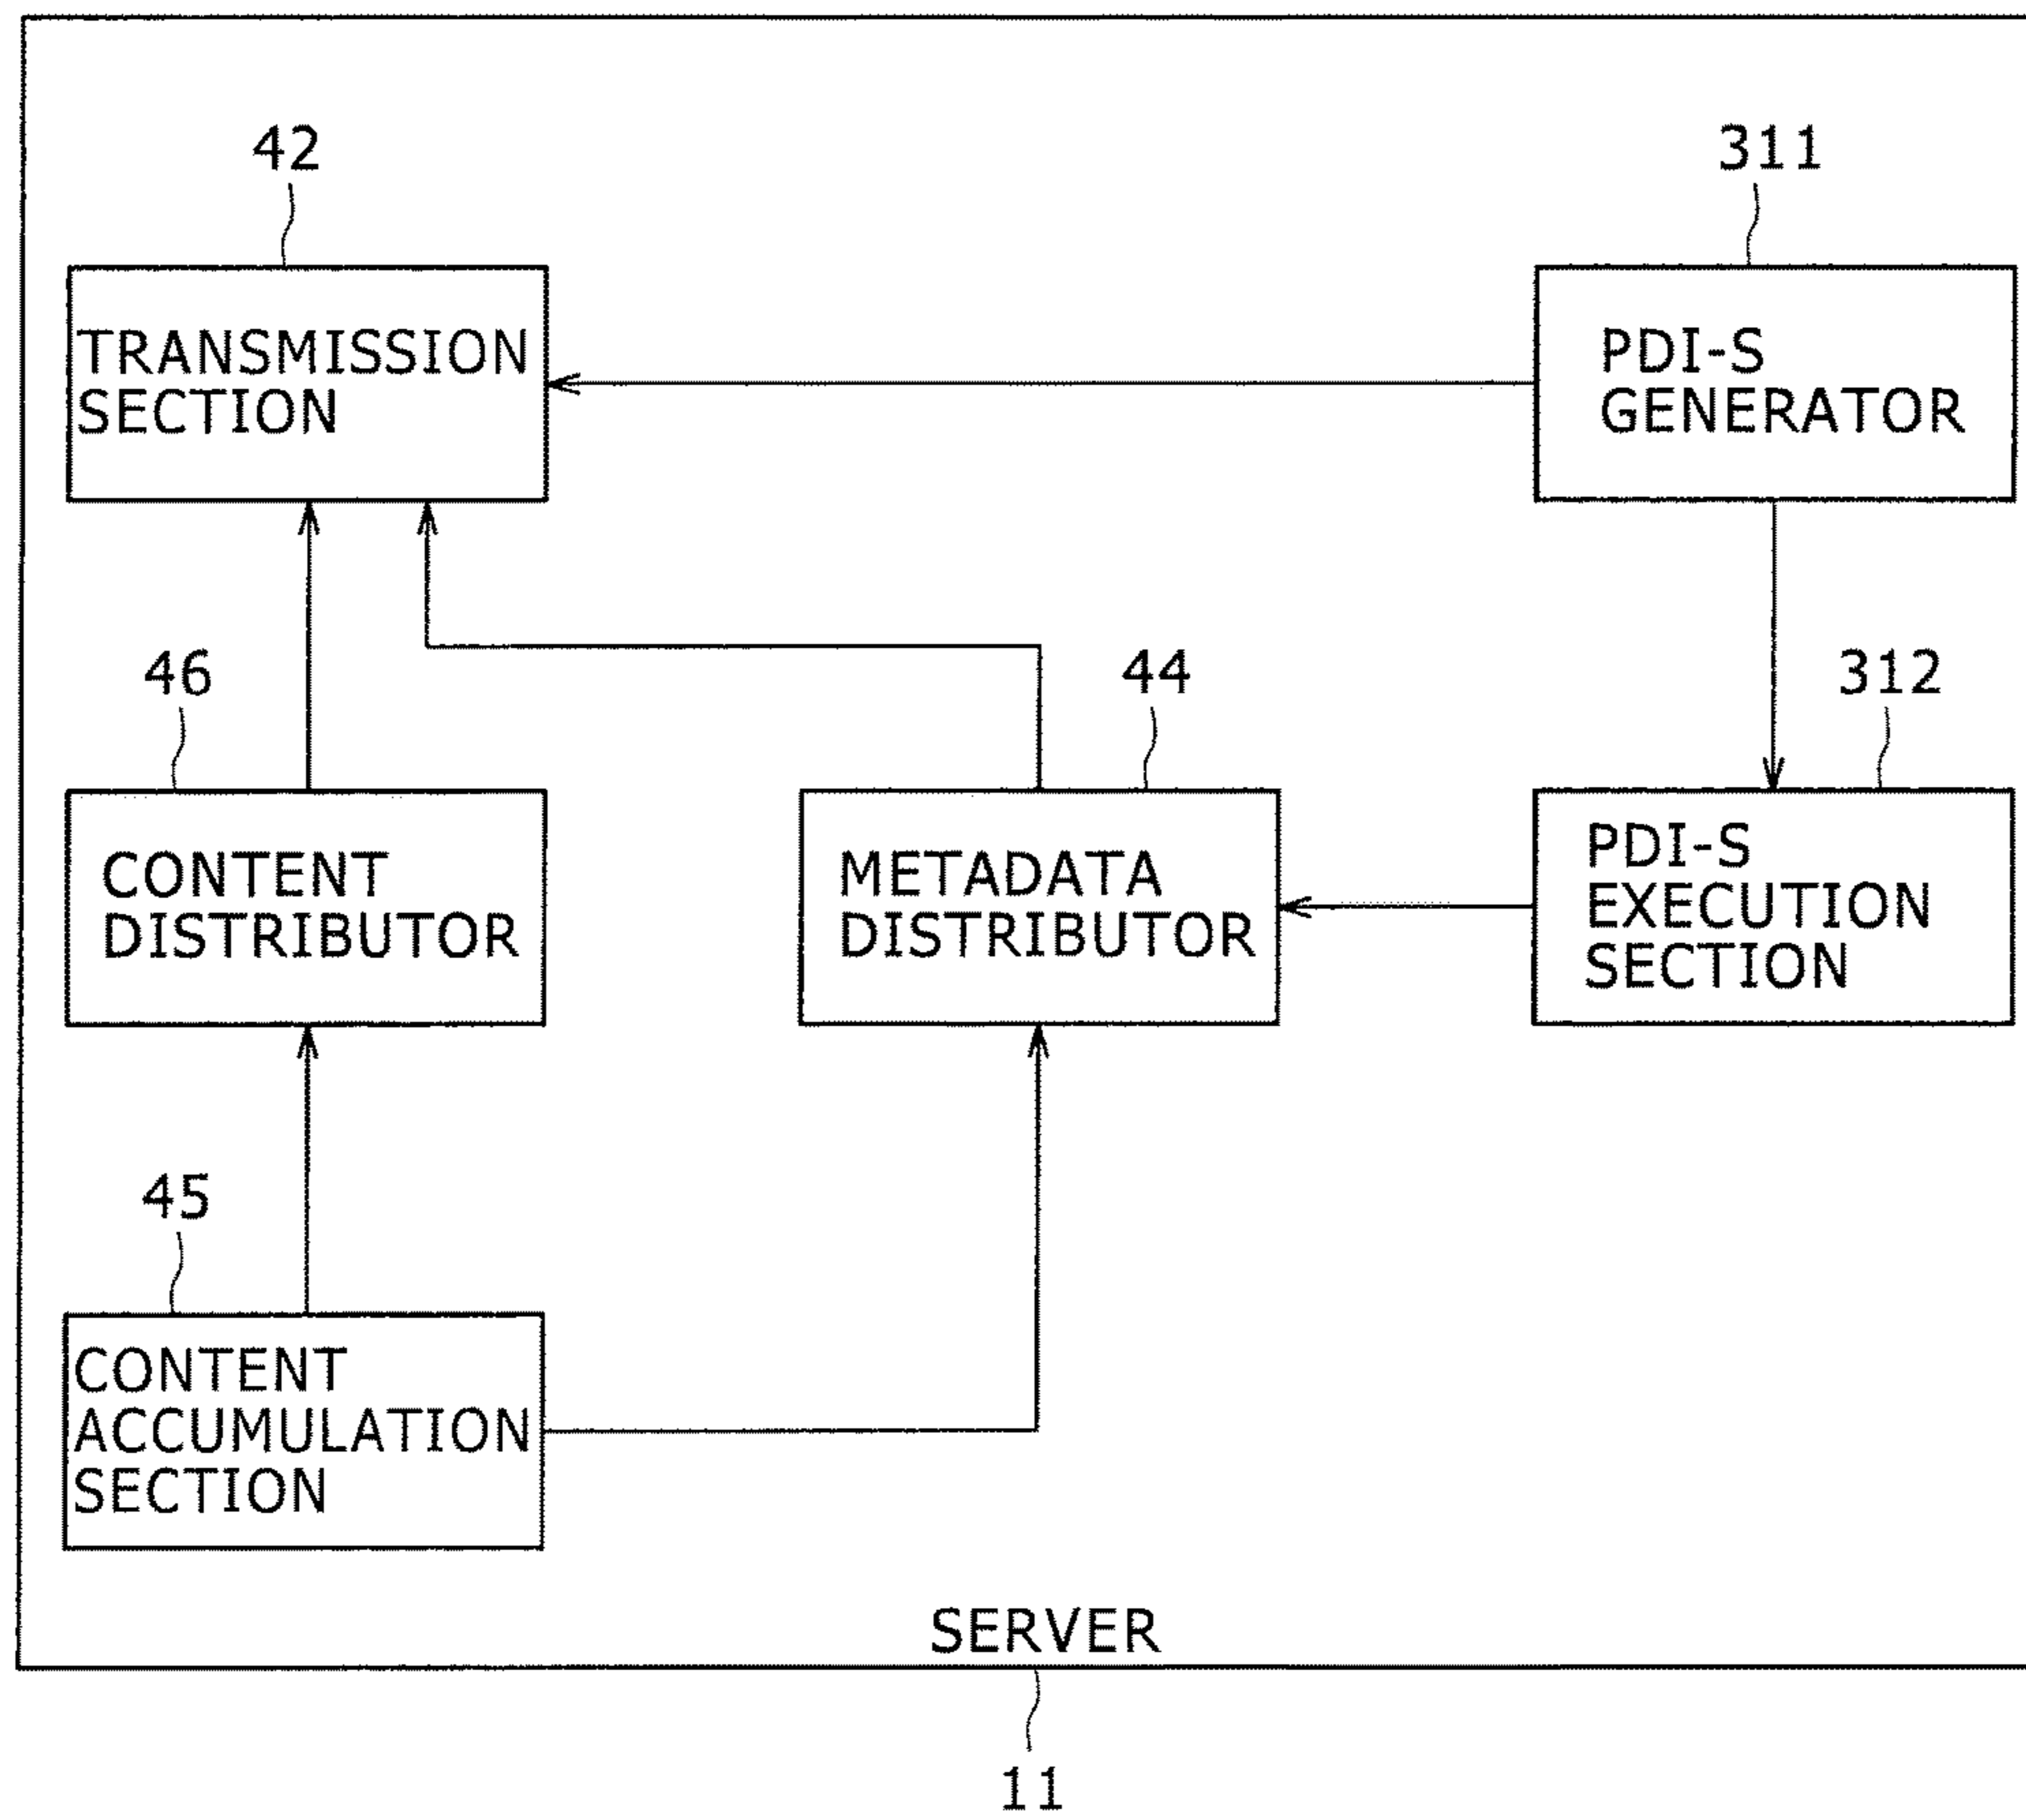 42
311
TRANSMISSION
SECTION
PDI-S
GENERATOR
46
44
312
CONTENT
DISTRIBUTOR
METADATA
DISTRIBUTOR
PDI-S
EXECUTION
SECTION
45
CONTENT
ACCUMULATION
SECTION
SERVER
11